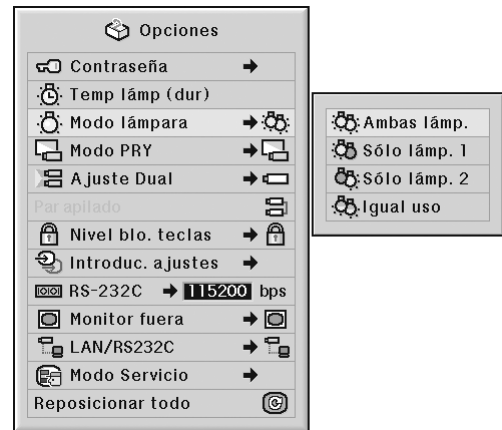 Opciones
Contraseña
Temp lámp (dur)
Modo lámpara
Modo PRY
Ajuste Dual
Par apllado
Nivel blo. teclas
Introduc. ajustes
RS-232C 115200 bps
Monitor fuera
LAN/RS232C
Modo Servicio
Reposicionar todo
Ambas lámp.
Sólo lámp. 1
Sólo lámp. 2
Igual uso